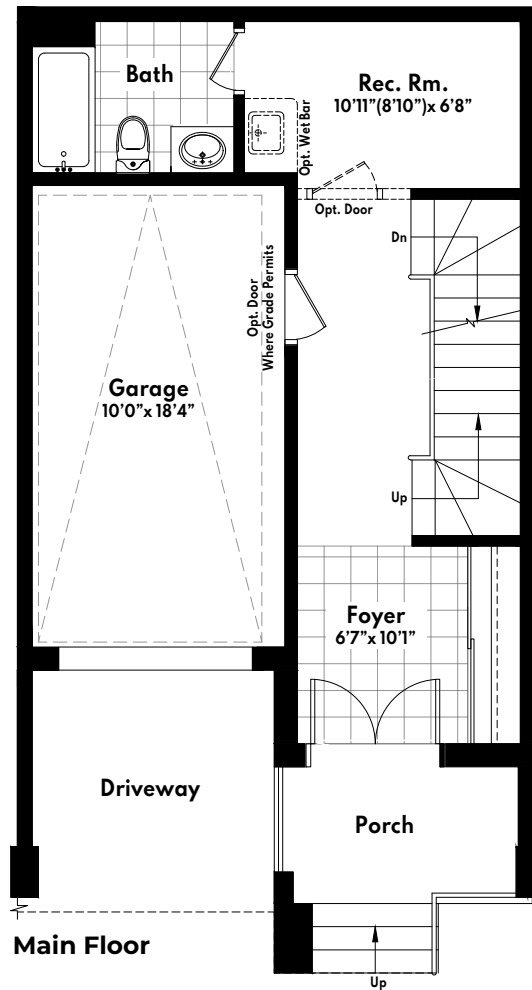 Bath
Rec. Rm.
10'11"(8'10")x 6'8"
Opt. Wet Bar
Opt. Door
Dn
Opt. Door
Where Grade Permits
Garage
10'0"x 18'4"
Up
Foyer
6'7"x 10'1"
Driveway
Porch
Main Floor
Up